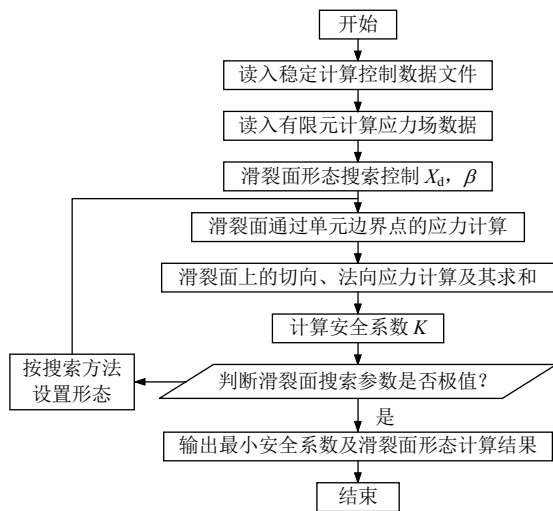 开始
读入稳定计算控制数据文件
读入有限元计算应力场数据
滑裂面形态搜索控制 X_d，β
滑裂面通过单元边界点的应力计算
滑裂面上的切向、法向应力计算及其求和
计算安全系数 K
按搜索方法
设置形态
判断滑裂面搜索参数是否极值？
是
输出最小安全系数及滑裂面形态计算结果
结束